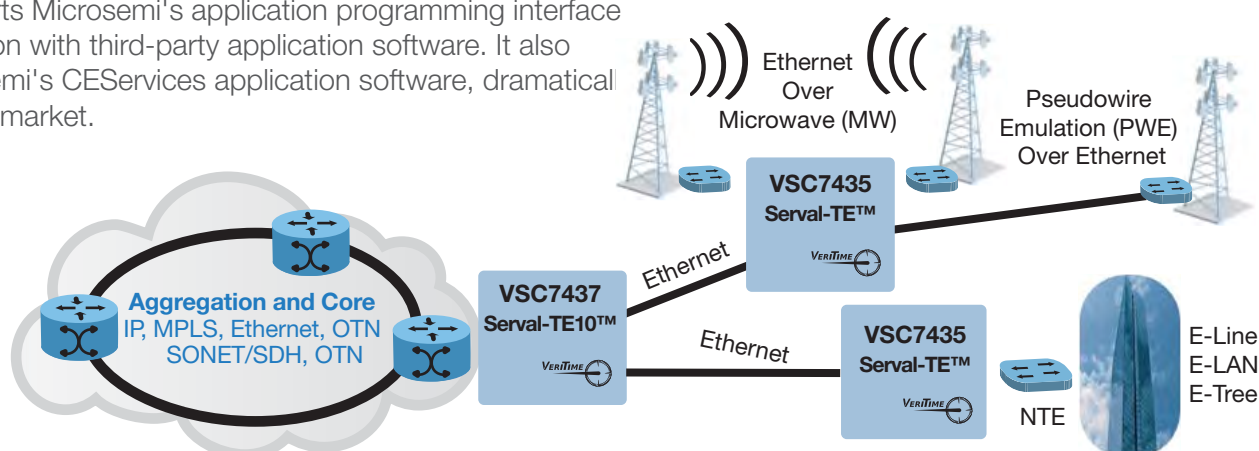 rts Microsemi's application programming interface
on with third-party application software. It also
emi's CEServices application software, dramatical
market.
Ethernet
Over
Microwave (MW)
Pseudowire
Emulation (PWE)
Over Ethernet
VSC7435
Serval-TE™
VERITIME
Ethernet
Aggregation and Core
IP, MPLS, Ethernet, OTN
SONET/SDH, OTN
VSC7437
Serval-TE10™
VERITIME
Ethernet
VSC7435
Serval-TE™
VERITIME
NTE
E-Line
E-LAN
E-Tree